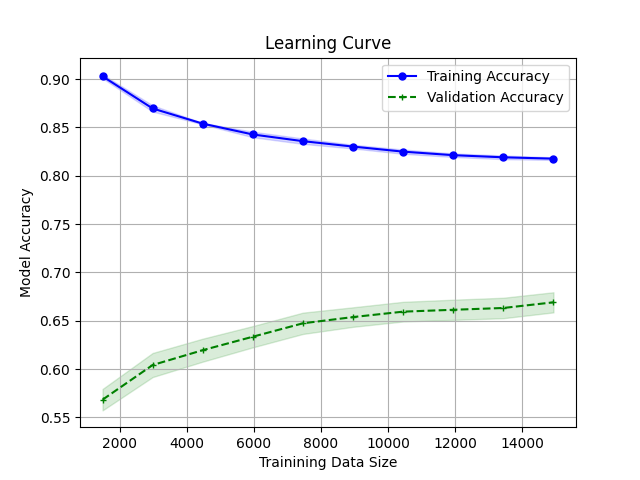 Learning Curve
Training Accuracy
Validation Accuracy
0.90
0.85
0.80
0.75
0.70
0.65
0.60
0.55
Model Accuracy
2000 4000 6000 8000 10000 12000 14000
Trainining Data Size